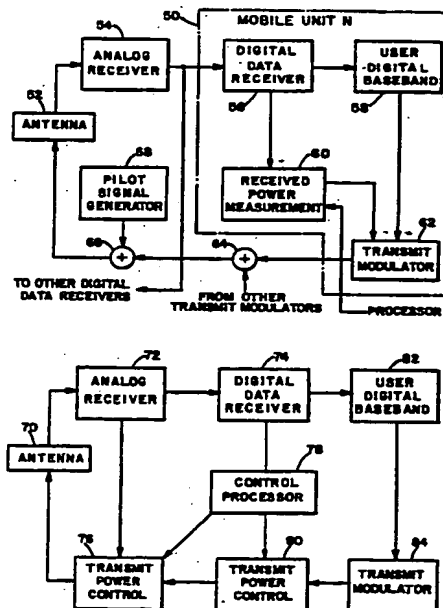 50
MOBILE UNIT N
54
ANALOG
RECEIVER
DIGITAL
DATA
RECEIVER
56
USER
DIGITAL
BASEBAND
58
52
ANTENNA
68
PILOT
SIGNAL
GENERATOR
60
RECEIVED
POWER
MEASUREMENT
62
TRANSMIT
MODULATOR
66
+
64
+
TO OTHER DIGITAL
DATA RECEIVERS
FROM OTHER
TRANSMIT MODULATORS
PROCESSOR
72
ANALOG
RECEIVER
74
DIGITAL
DATA
RECEIVER
82
USER
DIGITAL
BASEBAND
70
ANTENNA
78
CONTROL
PROCESSOR
76
TRANSMIT
POWER
CONTROL
80
TRANSMIT
POWER
CONTROL
84
TRANSMIT
MODULATOR